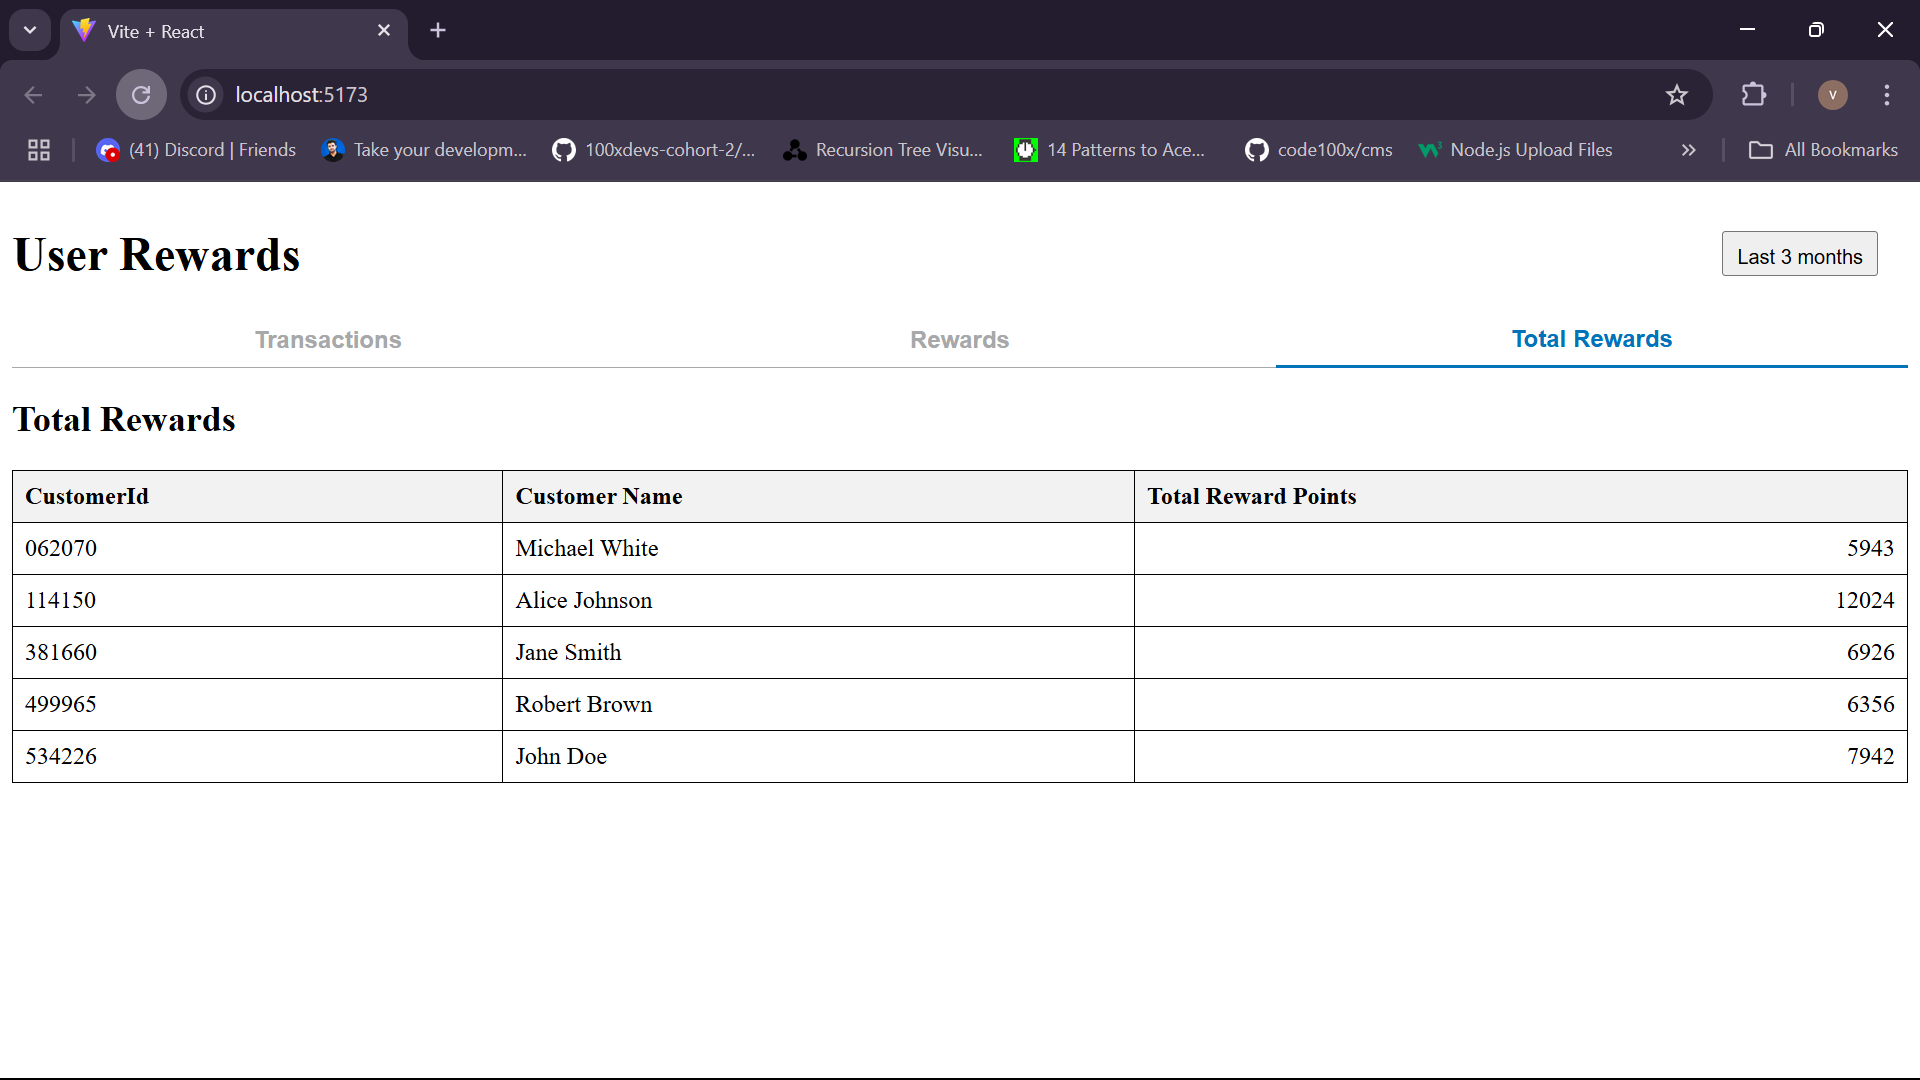 Vite + React
localhost:5173
V
(41) Discord | Friends
Take your developm...
100xdevs-cohort-2/...
Recursion Tree Visu...
14 Patterns to Ace...
code100x/cms
Node.js Upload Files
All Bookmarks
User Rewards
Last 3 months
Transactions Rewards Total Rewards
Total Rewards
CustomerId Customer Name Total Reward Points
062070 Michael White 5943
114150 Alice Johnson 12024
381660 Jane Smith 6926
499965 Robert Brown 6356
534226 John Doe 7942